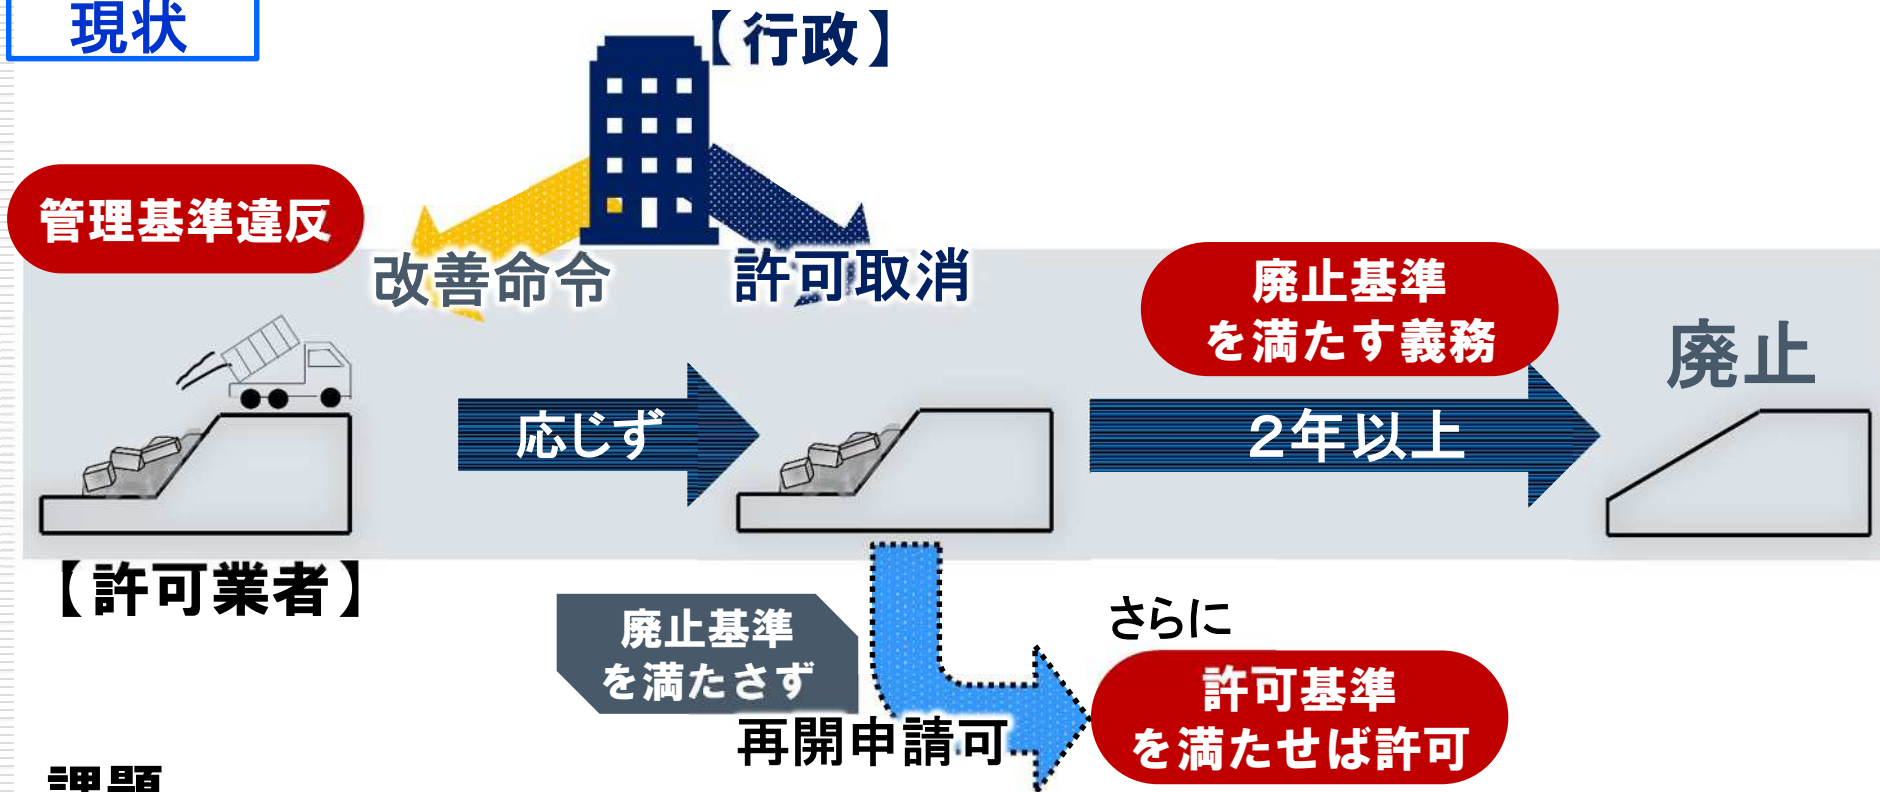 現状
【行政】
管理基準違反
改善命令
許可取消
廃止基準
を満たす義務
廃止
応じず
２年以上
【許可業者】
廃止基準
を満たさず
さらに
再開申請可
許可基準
を満たせば許可
課題